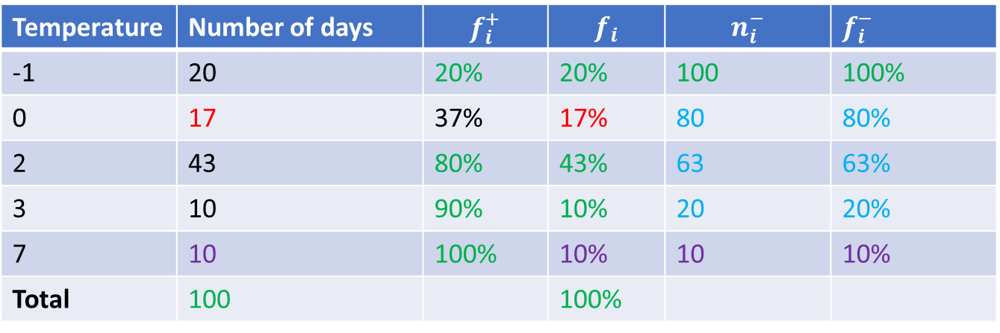 Temperature Number of days f_i^+ f_i n_i^- f_i^-
-1 20 20% 20% 100 100%
0 17 37% 17% 80 80%
2 43 80% 43% 63 63%
3 10 90% 10% 20 20%
7 10 100% 10% 10 10%
Total 100 100%